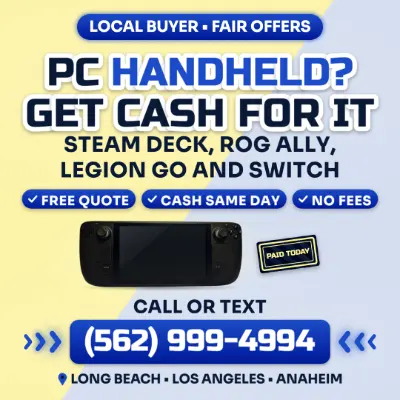 LOCAL BUYER • FAIR OFFERS
PC HANDHELD?
GET CASH FOR IT
STEAM DECK, ROG ALLY,
LEGION GO AND SWITCH
✓ FREE QUOTE ✓ CASH SAME DAY ✓ NO FEES
PAID TODAY
CALL OR TEXT
(562) 999-4994
LONG BEACH • LOS ANGELES • ANAHEIM